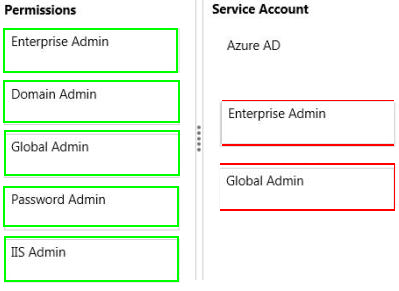 Permissions
Enterprise Admin
Domain Admin
Global Admin
Password Admin
IIS Admin
Service Account
Azure AD
Enterprise Admin
Global Admin